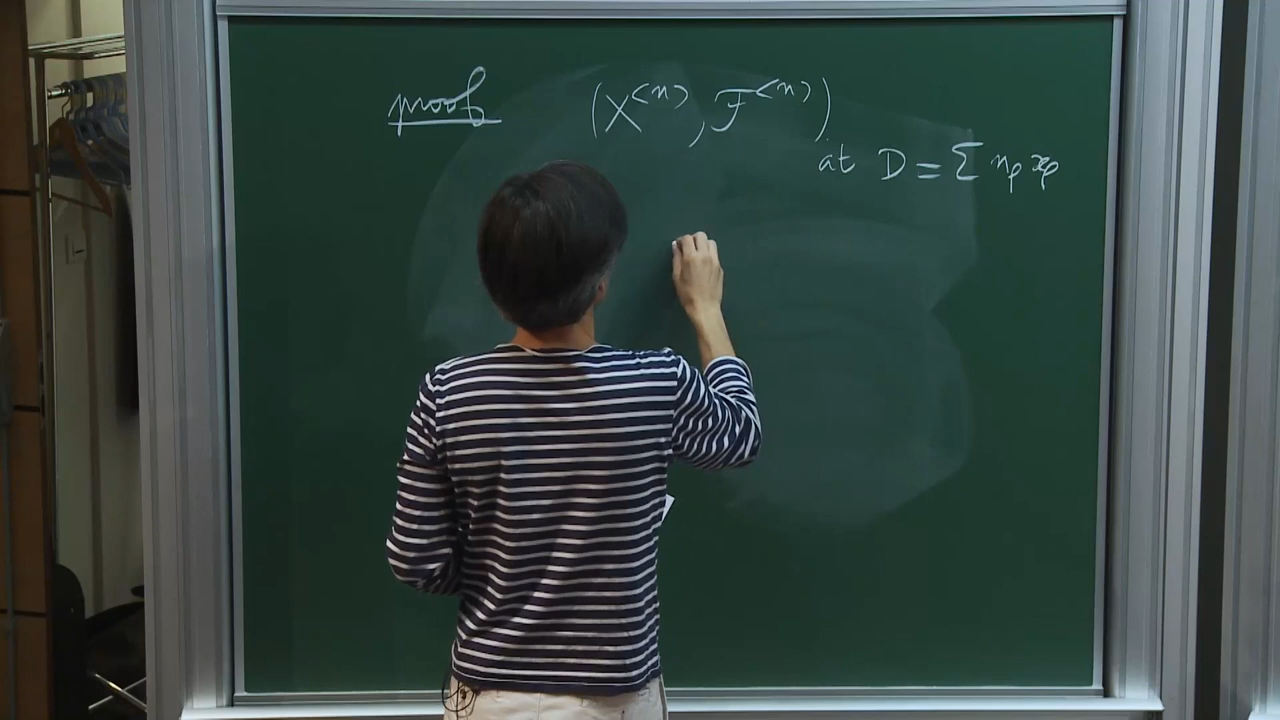 proof (X^{<n>}, F^{<n>})
at D = Σ n_p x_p